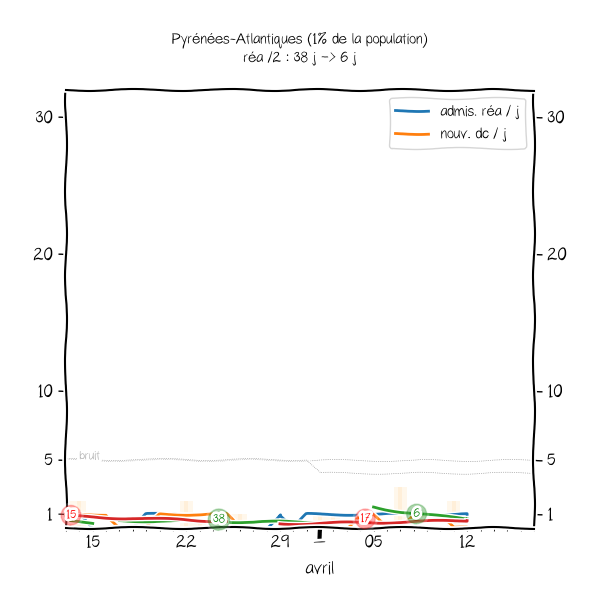 Pyrénées-Atlantiques (1% de la population)
réa /2 : 38 j -> 6 j
admis. réa / j
nouv. dc / j
30 30
20 20
10 10
5 bruit 5
1 15 38 17 6 1
15 22 29 1 05 12
avril